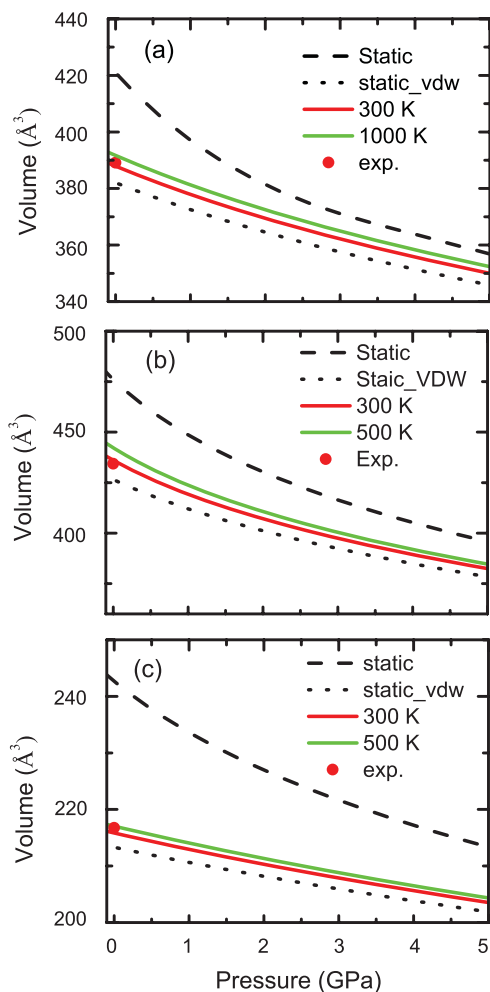 440
(a)
Static
420
static_vdw
300 K
400
1000 K
exp.
380
360
340
Volume (Å³)
500
(b)
Static
Staic_VDW
300 K
450
500 K
Exp.
400
Volume (Å³)
(c)
static
240
static_vdw
300 K
500 K
220
exp.
200
Volume (Å³)
0 1 2 3 4 5
Pressure (GPa)